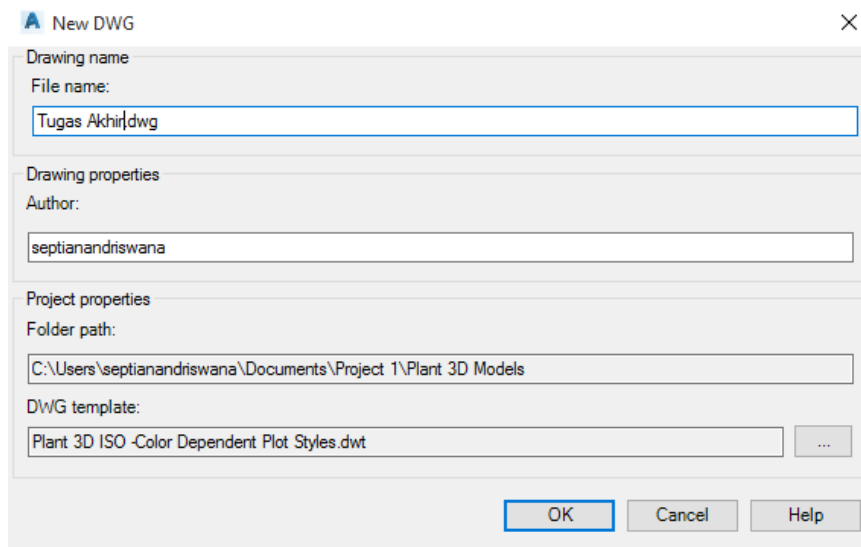 New DWG
Drawing name
File name:
Tugas Akhir.dwg
Drawing properties
Author:
septianandriswana
Project properties
Folder path:
C:\Users\septianandriswana\Documents\Project 1\Plant 3D Models
DWG template:
Plant 3D ISO -Color Dependent Plot Styles.dwt
...
OK Cancel Help